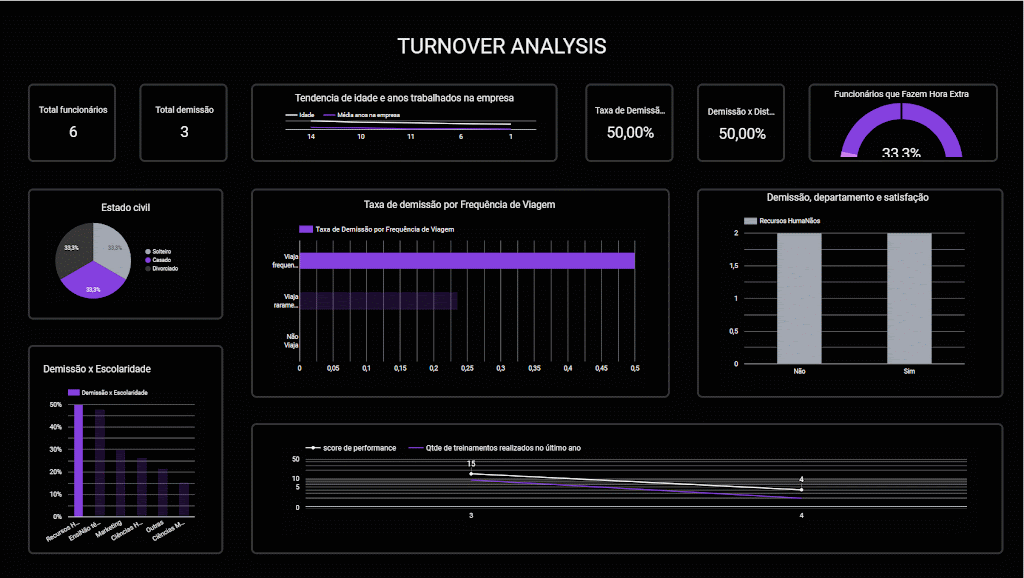 TURNOVER ANALYSIS
Total funcionários
6
Total demissão
3
Tendencia de idade e anos trabalhados na empresa
Idade
Média anos na empresa
14
10
11
6
1
Taxa de Demissã...
50,00%
Demissão x Dist...
50,00%
Funcionários que Fazem Hora Extra
33,3%
Estado civil
33,3%
33,3%
33,3%
Solteiro
Casado
Divorciado
Taxa de demissão por Frequência de Viagem
Taxa de Demissão por Frequência de Viagem
Viaja
frequen...
Viaja
rarame...
Não
Viaja
0
0,05
0,1
0,15
0,2
0,25
0,3
0,35
0,4
0,45
0,5
Demissão, departamento e satisfação
Recursos HumaNãos
2
1,5
1
0,5
0
Não
Sim
Demissão x Escolaridade
Demissão x Escolaridade
50%
40%
30%
20%
10%
0%
Recursos H...
EnsiNão té...
Marketing
Ciências H...
Outras
Ciências M...
score de performance
Qtde de treinamentos realizados no último ano
50
10
5
0
15
4
3
4